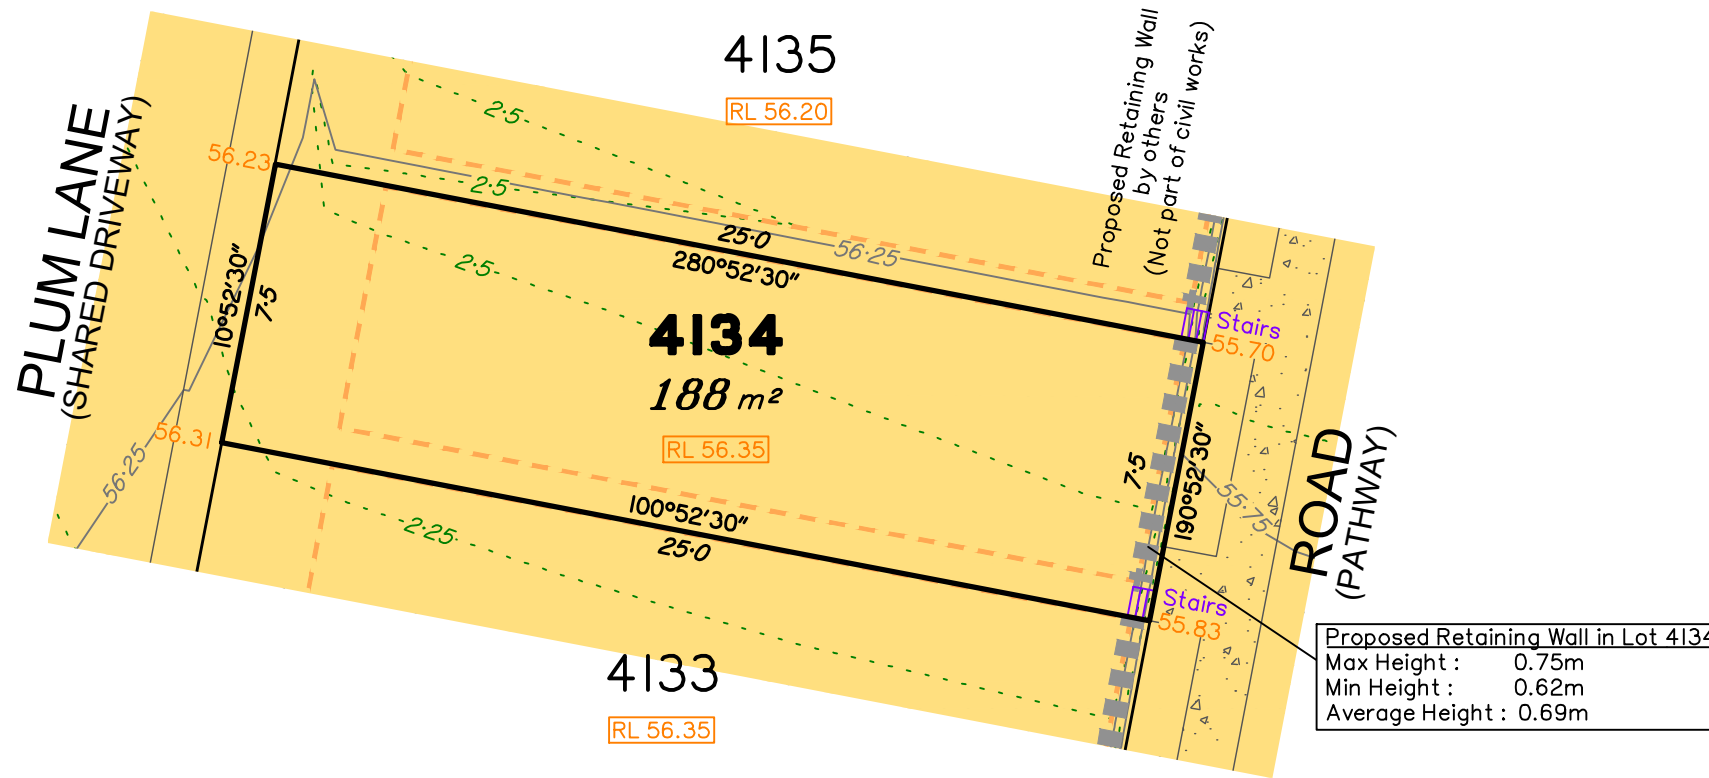 4135
RL 56.20
Proposed Retaining Wall
by others
(Not part of civil works)
PLUM LANE
(SHARED DRIVEWAY)
56.23
2·5
2·5
2·5
25·0
280°52'30"
56·25
10°52'30"
7·5
4134
188 m²
RL 56.35
Stairs
55.70
56.31
56·25
2·25
100°52'30"
25·0
7·5
190°52'30"
55·75
ROAD
(PATHWAY)
Stairs
55.83
4133
RL 56.35
Proposed Retaining Wall in Lot 4134
Max Height : 0.75m
Min Height : 0.62m
Average Height : 0.69m